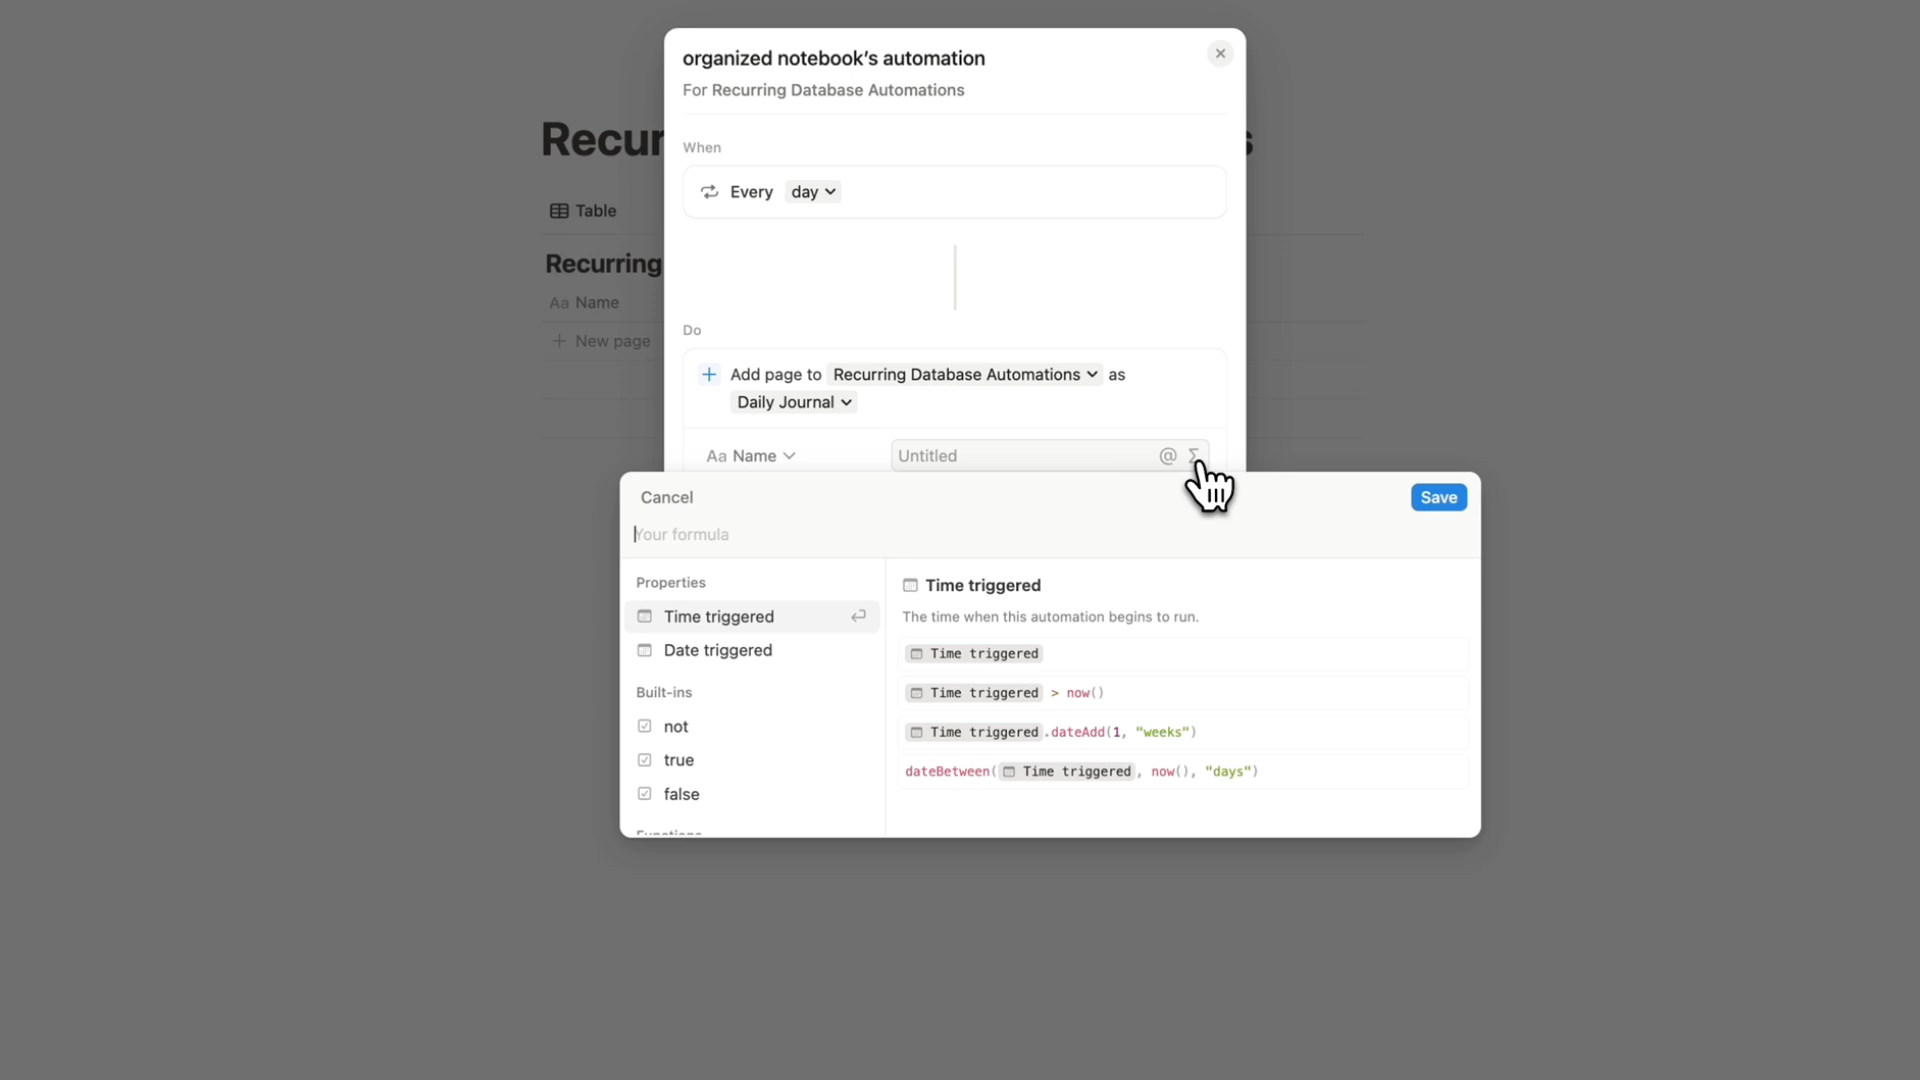 organized notebook's automation
For Recurring Database Automations
Recur
s
When
Every day
Table
Recurring
Aa Name
Do
New page
Add page to Recurring Database Automations as
Daily Journal
Aa Name
Untitled @ Σ
Cancel
Save
Your formula
Properties
Time triggered
Date triggered
Built-ins
not
true
false
Functions
Time triggered
The time when this automation begins to run.
Time triggered
Time triggered > now()
Time triggered.dateAdd(1, "weeks")
dateBetween(Time triggered, now(), "days")